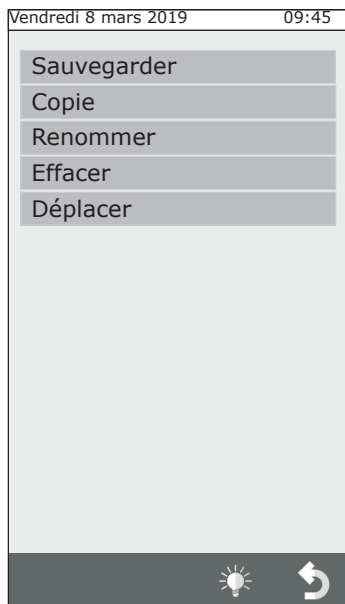 Vendredi 8 mars 2019 09:45
Sauvegarder
Copie
Renommer
Effacer
Déplacer